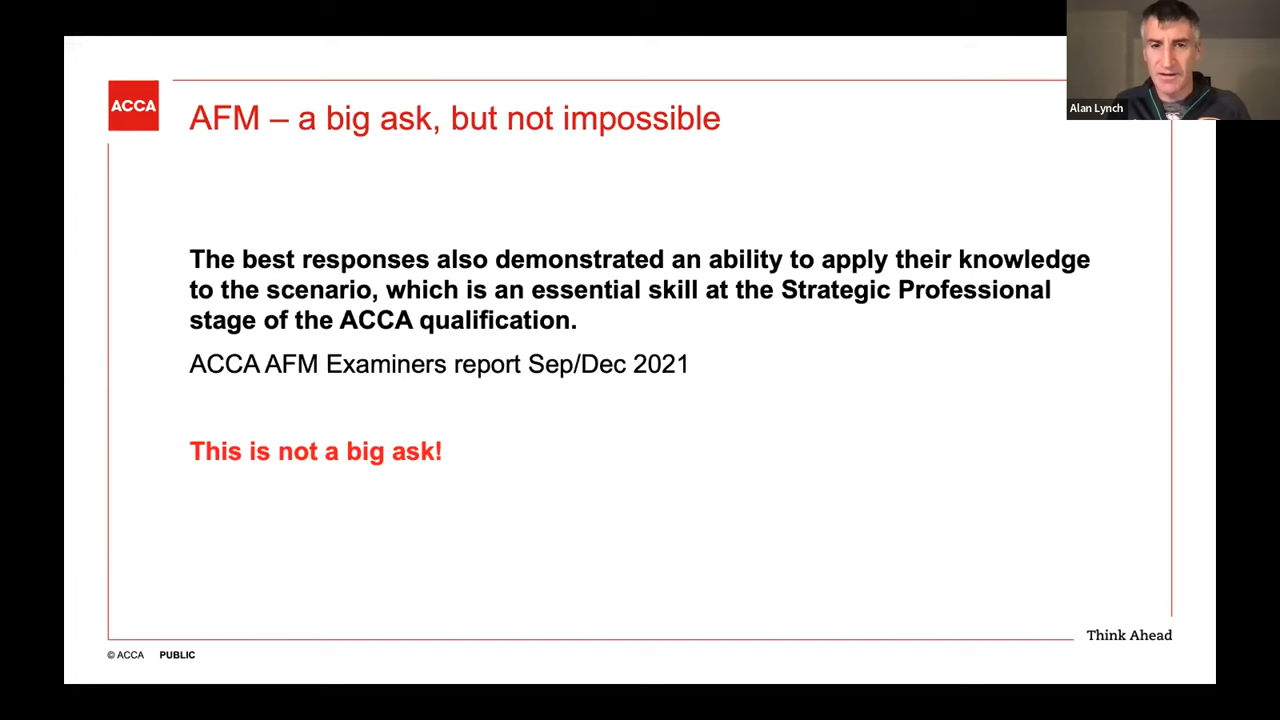 ACCA
AFM – a big ask, but not impossible
Alan Lynch
The best responses also demonstrated an ability to apply their knowledge
to the scenario, which is an essential skill at the Strategic Professional
stage of the ACCA qualification.
ACCA AFM Examiners report Sep/Dec 2021
This is not a big ask!
Think Ahead
© ACCA PUBLIC